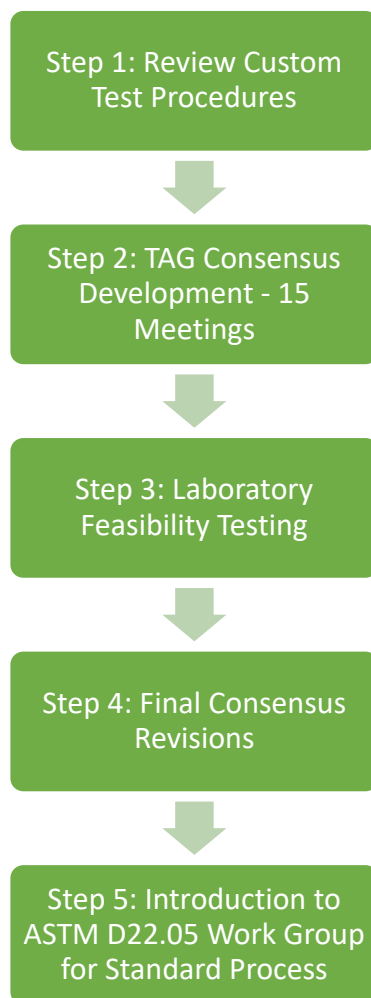 Step 1: Review Custom
Test Procedures
Step 2: TAG Consensus
Development - 15
Meetings
Step 3: Laboratory
Feasibility Testing
Step 4: Final Consensus
Revisions
Step 5: Introduction to
ASTM D22.05 Work Group
for Standard Process